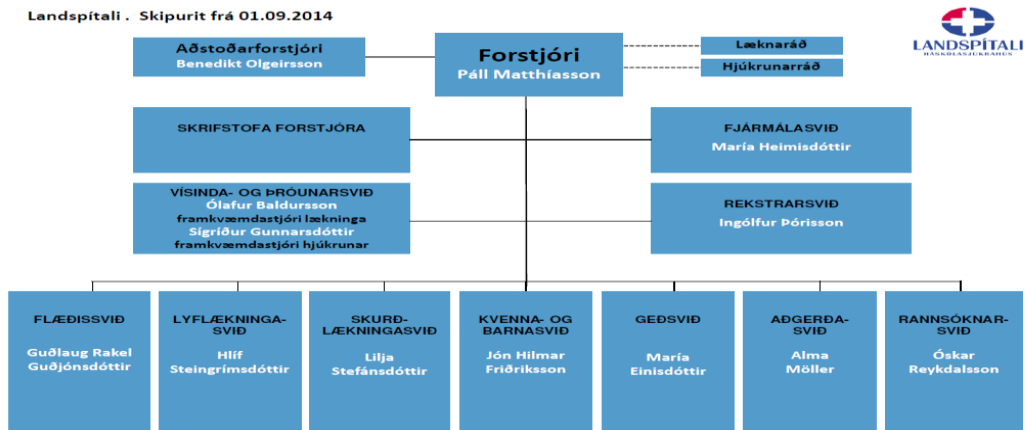 Landspítali . Skipurit frá 01.09.2014
LANDSPÍTALI
HÁSKÓLASJÚKRAHÚS
Aðstoðarforstjóri
Benedikt Olgeirsson
Forstjóri
Páll Matthíasson
Læknaráð
Hjúkrunarráð
SKRIFSTOFA FORSTJÓRA
FJÁRMÁLASVIÐ
María Heimisdóttir
VÍSINDA- OG ÞRÓUNARSVIÐ
Ólafur Baldursson
framkvæmdastjóri lækninga
Sígríður Gunnarsdóttir
framkvæmdastjóri hjúkrunar
REKSTRARSVIÐ
Ingólfur Þórisson
FLÆÐISSVIÐ
Guðlaug Rakel
Guðjónsdóttir
LYFLÆKNINGA-
SVIÐ
Hlíf
Steingrímsdóttir
SKURÐ-
LÆKNINGASVIÐ
Lilja
Stefánsdóttir
KVENNA- OG
BARNASVIÐ
Jón Hilmar
Friðriksson
GEÐSVIÐ
María
Einisdóttir
AÐGERÐA-
SVIÐ
Alma
Möller
RANNSÓKNAR-
SVIÐ
Óskar
Reykdalsson